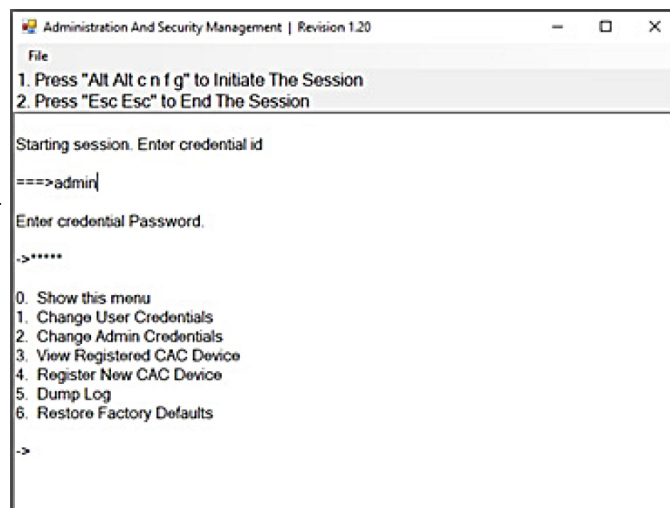 Administration And Security Management | Revision 1.20
File
1. Press "Alt Alt c n f g" to Initiate The Session
2. Press "Esc Esc" to End The Session
Starting session. Enter credential id
===>admin
Enter credential Password.
->*****
0. Show this menu
1. Change User Credentials
2. Change Admin Credentials
3. View Registered CAC Device
4. Register New CAC Device
5. Dump Log
6. Restore Factory Defaults
->